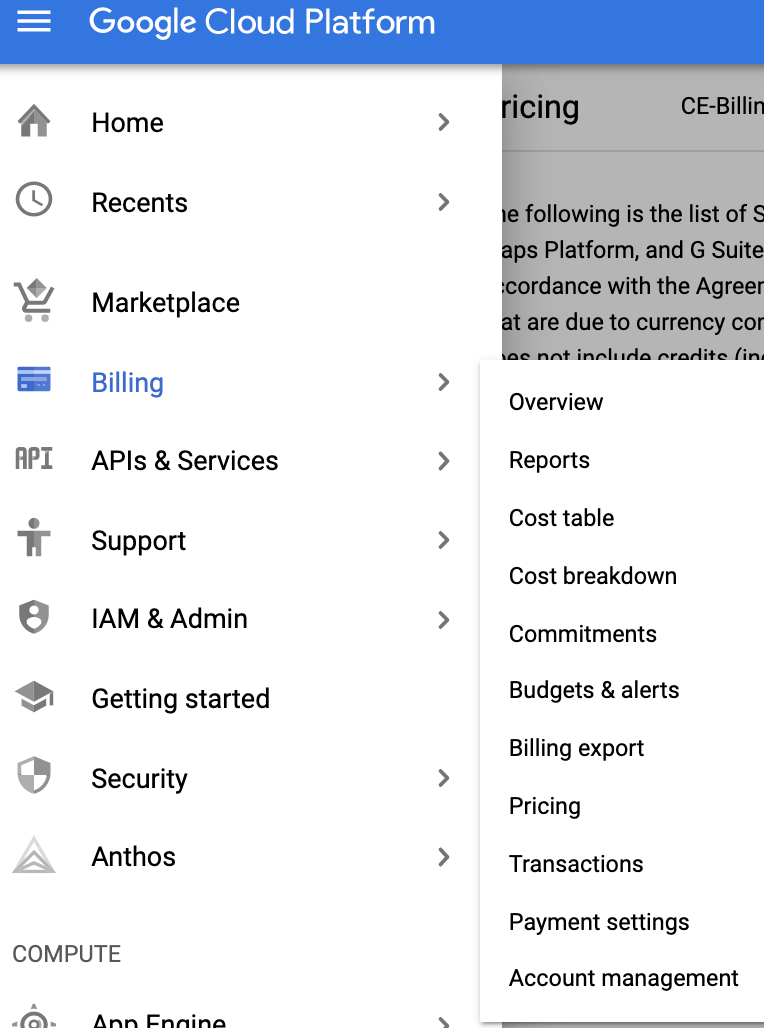 Google Cloud Platform
Home
Recents
Marketplace
Billing
API
APIs & Services
Support
IAM & Admin
Getting started
Security
Anthos
COMPUTE
App Engine
ricing
CE-Billin
he following is the list of S
aps Platform, and G Suite
ccordance with the Agreer
at are due to currency con
es not include credits (in
Overview
Reports
Cost table
Cost breakdown
Commitments
Budgets & alerts
Billing export
Pricing
Transactions
Payment settings
Account management